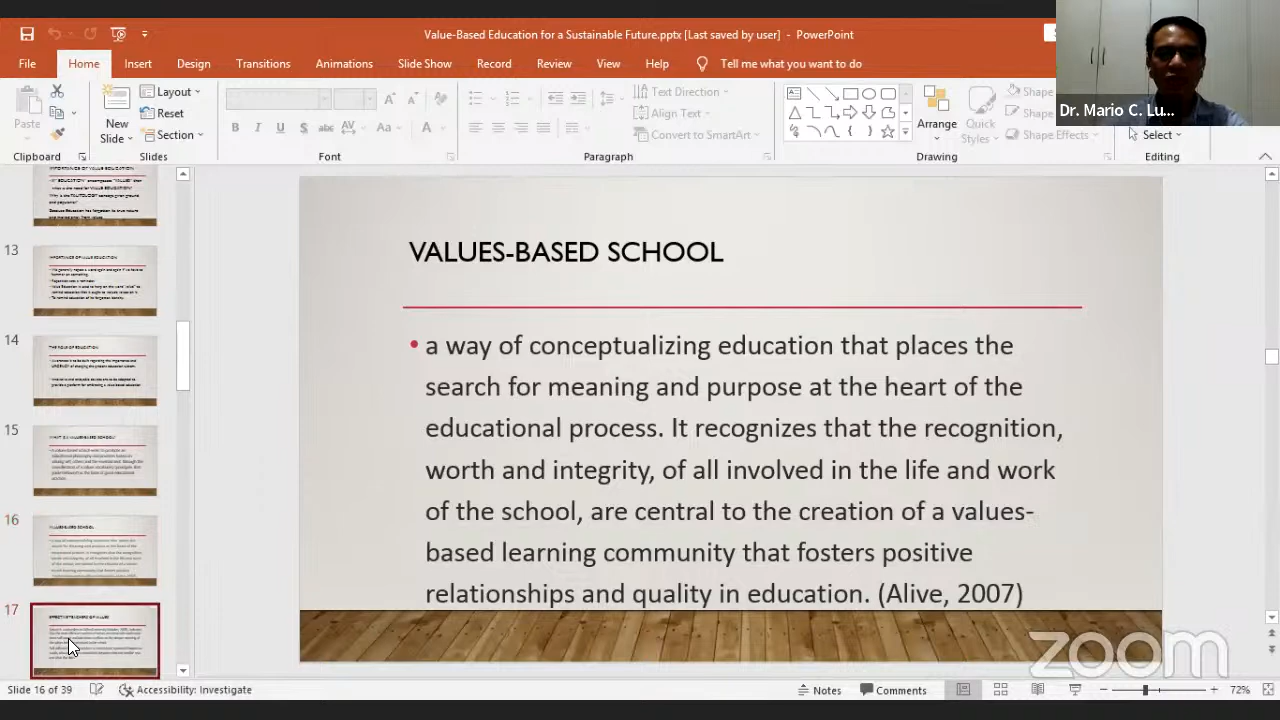 Value-Based Education for a Sustainable Future.pptx [Last saved by user] - PowerPoint
File Home Insert Design Transitions Animations Slide Show Record Review View Help Tell me what you want to do
Dr. Mario C. Lu...
Paste
New
Slide
Layout
Reset
Section
B I U S abc AV Aa A
Text Direction
Align Text
Convert to SmartArt
Arrange
Quick
Styles
Shape
Shape
Shape Effects
Select
Clipboard Slides Font Paragraph Drawing Editing
13
14
15
16
17
VALUES-BASED SCHOOL
• a way of conceptualizing education that places the
search for meaning and purpose at the heart of the
educational process. It recognizes that the recognition,
worth and integrity, of all involved in the life and work
of the school, are central to the creation of a values-
based learning community that fosters positive
relationships and quality in education. (Alive, 2007)
zoom
Slide 16 of 39 Accessibility: Investigate Notes Comments 72%